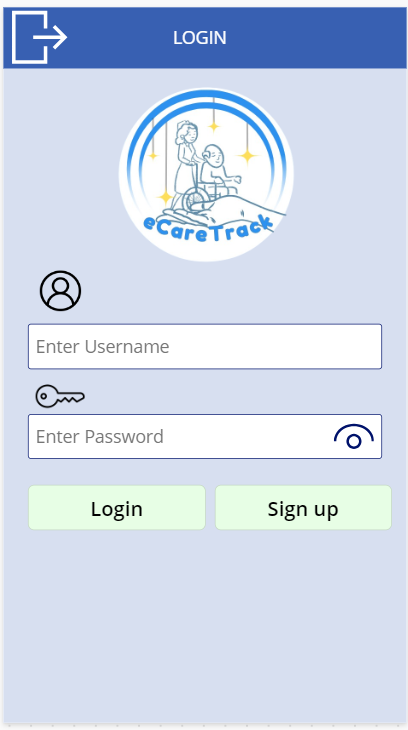 LOGIN
eCareTrack
Enter Username
Enter Password
Login
Sign up